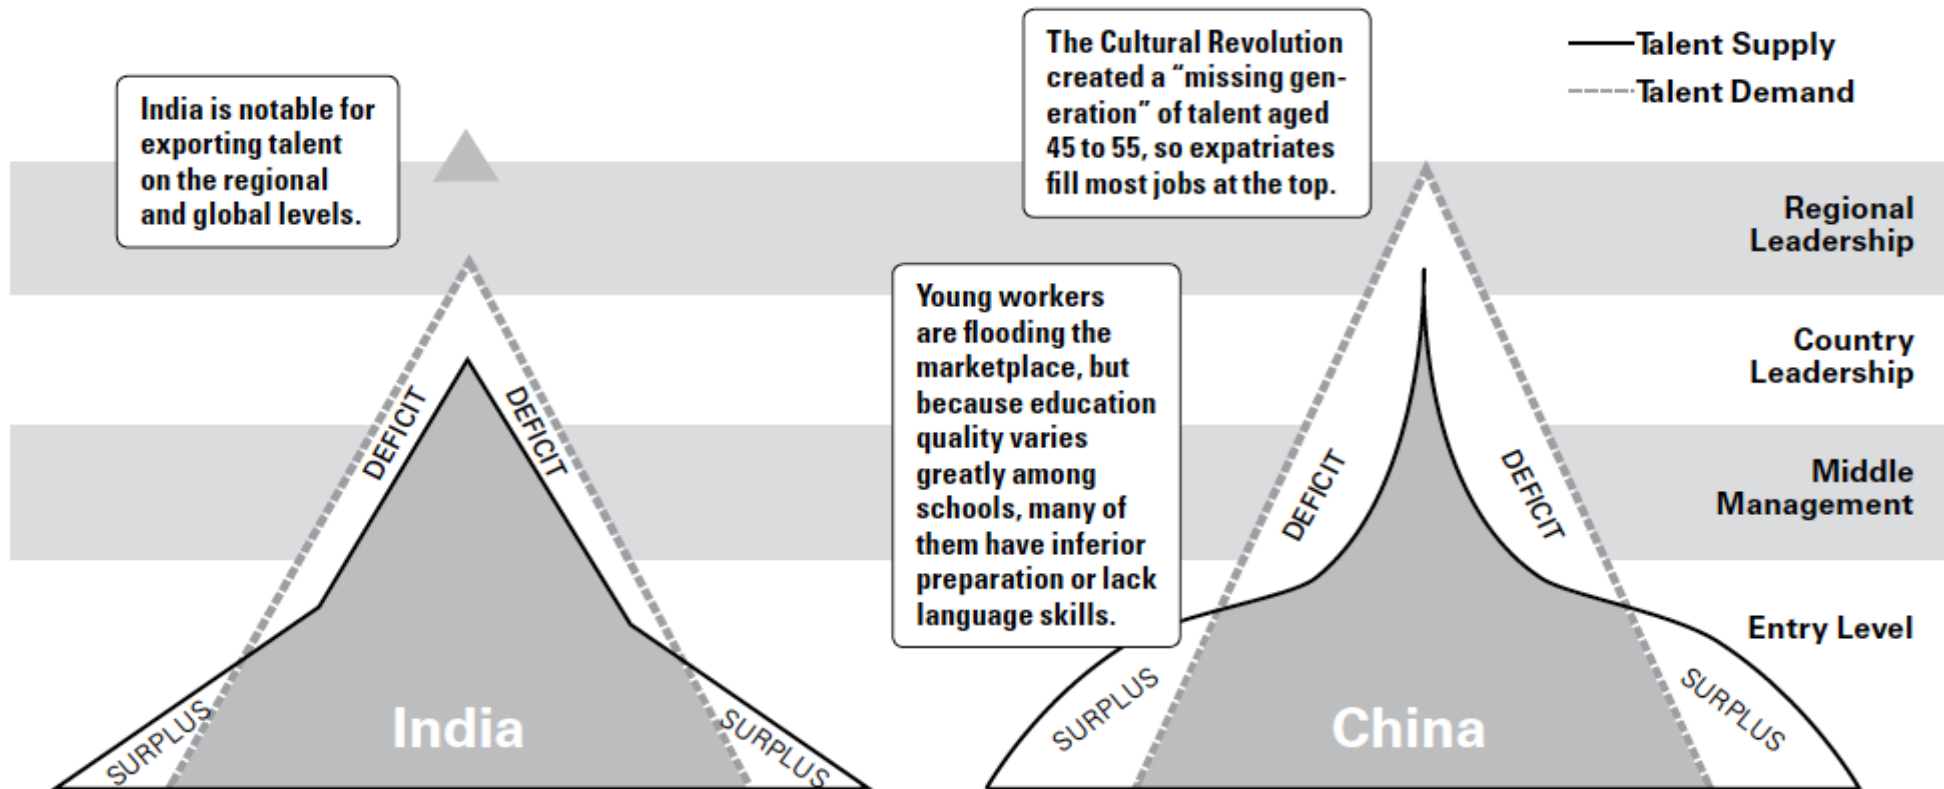 India is notable for
exporting talent
on the regional
and global levels.
The Cultural Revolution
created a “missing gen-
eration” of talent aged
45 to 55, so expatriates
fill most jobs at the top.
Talent Supply
Talent Demand
Young workers
are flooding the
marketplace, but
because education
quality varies
greatly among
schools, many of
them have inferior
preparation or lack
language skills.
Regional
Leadership
Country
Leadership
Middle
Management
Entry Level
DEFICIT
DEFICIT
SURPLUS
India
SURPLUS
DEFICIT
DEFICIT
SURPLUS
China
SURPLUS